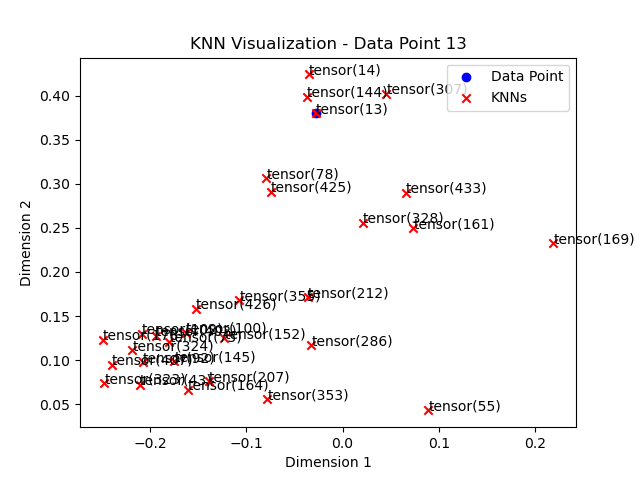 KNN Visualization - Data Point 13
Data Point
KNNs
tensor(14)
tensor(144)
tensor(307)
tensor(13)
tensor(78)
tensor(425)
tensor(433)
tensor(328)
tensor(161)
tensor(169)
tensor(212)
tensor(426)
tensor(100)
tensor(152)
tensor(286)
tensor(324)
tensor(145)
tensor(207)
tensor(323)
tensor(164)
tensor(353)
tensor(55)
0.40
0.35
0.30
0.25
0.20
0.15
0.10
0.05
Dimension 2
−0.2
−0.1
0.0
0.1
0.2
Dimension 1